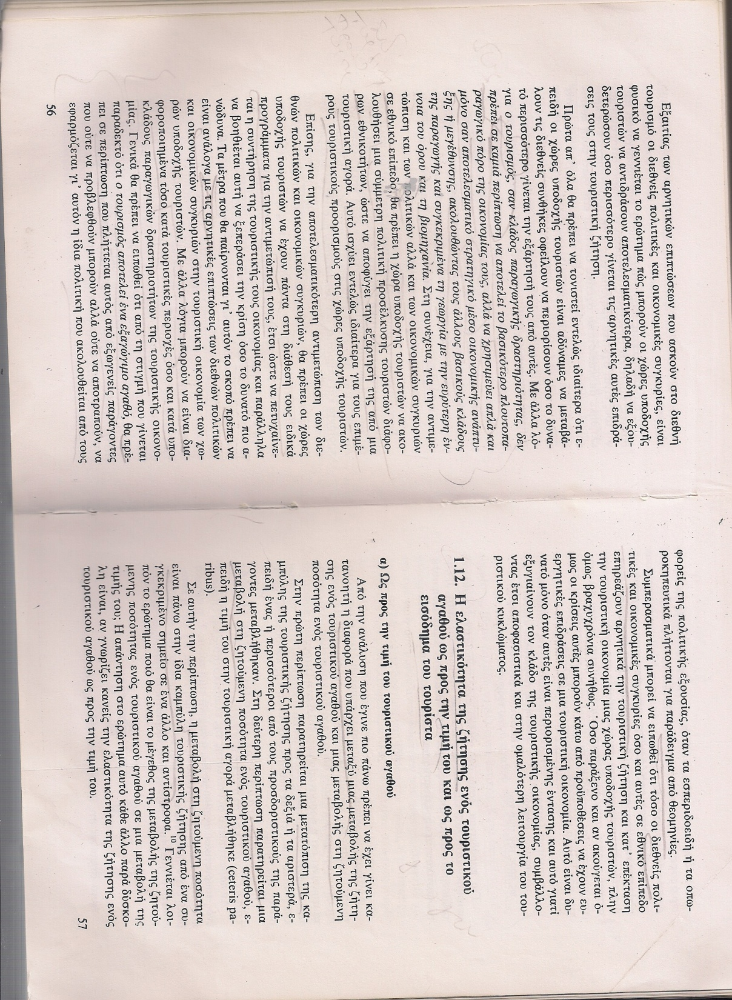 Εξαιτίας των αρνητικών επιπτώσεων που ασκούν στο διεθνή
τουρισμό οι διεθνείς πολιτικές και οικονομικές συγκυρίες, είναι
φυσικό να γεννιέται το ερώτημα πώς μπορούν οι χώρες υποδοχής
τουριστών να αντιδράσουν αποτελεσματικότερα, δηλαδή να εξου-
δετερώσουν όσο περισσότερο γίνεται τις αρνητικές αυτές επιδρά-
σεις τους στην τουριστική ζήτηση.
Πρώτα απ' όλα θα πρέπει να τονιστεί εντελώς ιδιαίτερα ότι ε-
πειδή οι χώρες υποδοχής τουριστών είναι αδύναμες να μεταβά-
λουν τις διεθνείς συνθήκες οφείλουν να περιορίσουν όσο το δυνα-
τό περισσότερο γίνεται την εξάρτησή τους από αυτές. Με άλλα λό-
για ο τουρισμός, σαν κλάδος παραγωγικής δραστηριότητας, δεν
πρέπει σε καμιά περίπτωση να αποτελεί το βασικότερο πλουτοπα-
ραγωγικό πόρο της οικονομίας τους, αλλά να χρησιμεύει απλά και
μόνο σαν αποτελεσματικό στρατηγικό μέσο οικονομικής ανάπτυ-
ξης ή μεγέθυνσης, ακολουθώντας τους άλλους βασικούς κλάδους
της παραγωγής και συγκεκριμένα τη γεωργία με την ευρύτερη έν-
νοια του όρου και τη βιομηχανία. Στη συνέχεια, για την αντιμε-
τώπιση και των πολιτικών αλλά και των οικονομικών συγκυριών
σε εθνικό επίπεδο, θα πρέπει η χώρα υποδοχής τουριστών να ακο-
λουθήσει μια σύμμετρη πολιτική προσέλκυσης τουριστών διάφο-
ρων εθνικοτήτων, ώστε να αποφύγει την εξάρτησή της από μια
τουριστική αγορά. Αυτό ισχύει εντελώς ιδιαίτερα για τους επιμέ-
ρους τουριστικούς προορισμούς στις χώρες υποδοχής τουριστών.
Επίσης, για την αποτελεσματικότερη αντιμετώπιση των διε-
θνών πολιτικών και οικονομικών συγκυριών, θα πρέπει οι χώρες
υποδοχής τουριστών να έχουν πάντα στη διάθεσή τους ειδικά
προγράμματα για την αντιμετώπισή τους, έτσι ώστε να πετυχαίνε-
ται η συντήρηση της τουριστικής τους οικονομίας και παράλληλα
να βοηθιέται αυτή να ξεπεράσει την κρίση όσο το δυνατό πιο α-
νώδυνα. Τα μέτρα που θα παίρνονται γι' αυτόν το σκοπό πρέπει να
είναι ανάλογα με τις αρνητικές επιπτώσεις των διεθνών πολιτικών
και οικονομικών συγκυριών στην τουριστική οικονομία των χω-
ρών υποδοχής τουριστών. Με άλλα λόγια μπορούν να είναι δια-
φοροποιημένα τόσο κατά τουριστικές περιοχές όσο και κατά υπο-
κλάδους παραγωγικών δραστηριοτήτων της τουριστικής οικονο-
μίας. Γενικά θα πρέπει να ειπωθεί ότι από τη στιγμή που γίνεται
παραδεκτό ότι ο τουρισμός αποτελεί ένα εξαγώγιμο αγαθό, θα πρέ-
πει σε περίπτωση που πλήττεται αυτός από εξωγενείς παράγοντες
που ούτε να προβλεφθούν μπορούν αλλά ούτε να αποτραπούν, να
εφαρμόζεται γι' αυτόν η ίδια πολιτική που ακολουθείται από τους
56
φορείς της πολιτικής εξουσίας, όταν τα εσπεριδοειδή ή τα οπω-
ροκηπευτικά πλήττονται για παράδειγμα από θεομηνίες.
Συμπερασματικά μπορεί να ειπωθεί ότι τόσο οι διεθνείς πολι-
τικές και οικονομικές συγκυρίες όσο και αυτές σε εθνικό επίπεδο
επηρεάζουν αρνητικά την τουριστική ζήτηση και κατ' επέκταση
την τουριστική οικονομία μιας χώρας υποδοχής τουριστών, πλην
όμως βραχυχρόνια συνήθως. Όσο παράξενο και αν ακούγεται ό-
μως οι κρίσεις αυτές μπορούν κάτω από προϋποθέσεις να έχουν ευ-
εργητικές επιδράσεις σε μια τουριστική οικονομία. Αυτό είναι δυ-
νατό μόνο όταν αυτές είναι περιορισμένης έντασης και αυτό γιατί
εξυγιαίνουν τον κλάδο της τουριστικής οικονομίας, συμβάλλο-
ντας έτσι αποφασιστικά και στην ομαλότερη λειτουργία του του-
ριστικού κυκλώματος.
1.12. Η ελαστικότητα της ζήτησης ενός τουριστικού
αγαθού ως προς την τιμή του και ως προς το
εισόδημα του τουρίστα
α) Ως προς την τιμή του τουριστικού αγαθού
Από την ανάλυση που έγινε πιο πάνω πρέπει να έχει γίνει κα-
τανοητή η διαφορά που υπάρχει μεταξύ μιας μεταβολής της ζήτη-
σης ενός τουριστικού αγαθού και μιας μεταβολής στη ζητούμενη
ποσότητα ενός τουριστικού αγαθού.
Στην πρώτη περίπτωση παρατηρείται μια μετατόπιση της κα-
μπύλης της τουριστικής ζήτησης προς τα δεξιά ή τα αριστερά, ε-
πειδή ένας ή περισσότεροι από τους προσδοριστικούς της παρά-
γοντες μεταβλήθηκαν. Στη δεύτερη περίπτωση παρατηρείται μια
μεταβολή στη ζητούμενη ποσότητα ενός τουριστικού αγαθού, ε-
πειδή η τιμή του στην τουριστική αγορά μεταβλήθηκε (ceteris pa-
ribus).
Σε αυτήν την περίπτωση, η μεταβολή στη ζητούμενη ποσότητα
είναι πάνω στην ίδια καμπύλη τουριστικής ζήτησης από ένα συ-
γκεκριμένο σημείο σε ένα άλλο και αντίστροφα.¹⁰ Γεννιέται λοι-
πόν το ερώτημα ποιό θα είναι το μέγεθος της μεταβολής της ζητού-
μενης ποσότητας ενός τουριστικού αγαθού σε μια μεταβολή της
τιμής του; Η απάντηση στο ερώτημα αυτό κάθε άλλο παρά δύσκο-
λη είναι, αν γνωρίζει κανείς την ελαστικότητα της ζήτησης ενός
τουριστικού αγαθού ως προς την τιμή του.
57